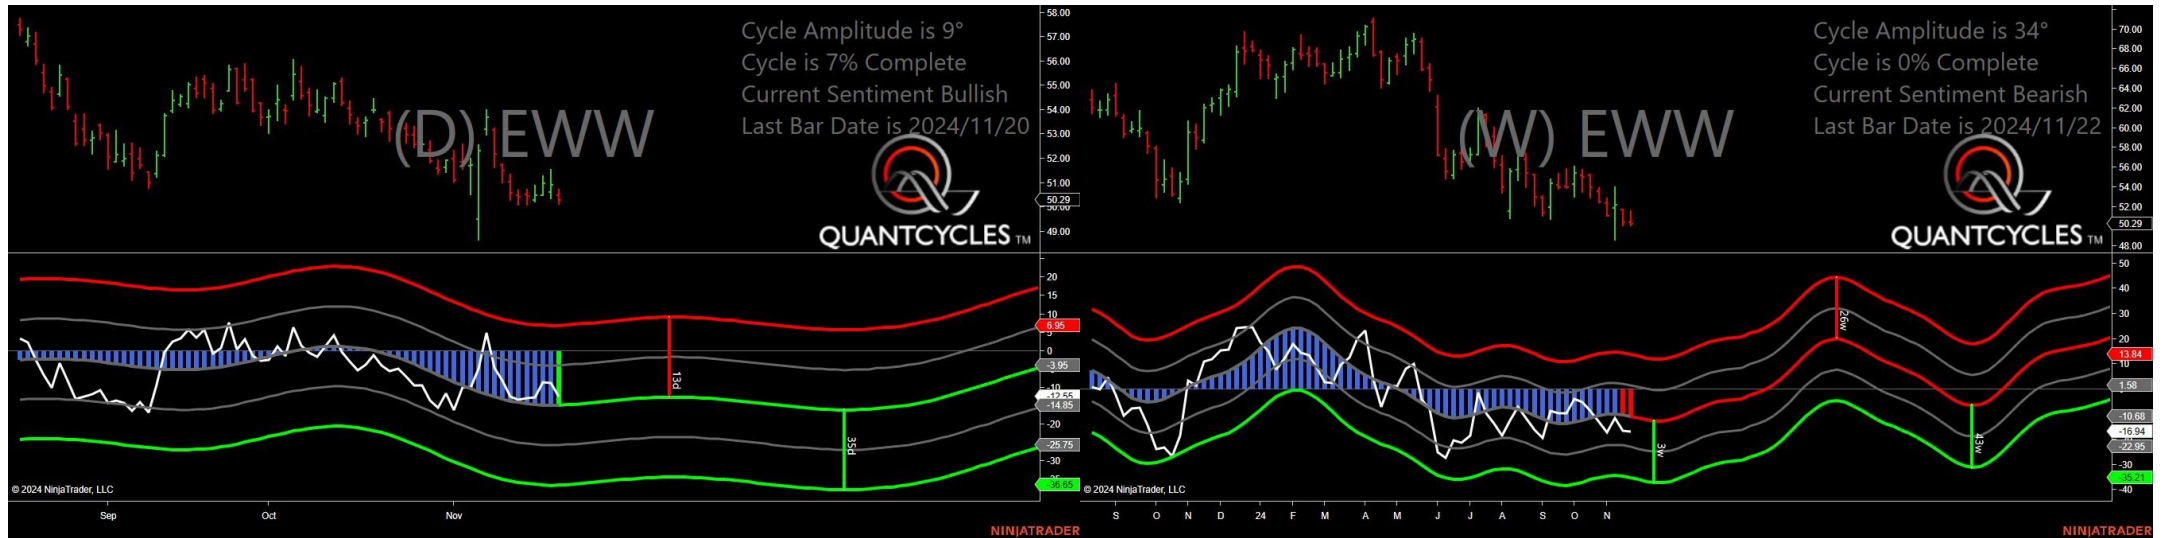 Cycle Amplitude is 9°
Cycle is 7% Complete
Current Sentiment Bullish
Last Bar Date is 2024/11/20
(D) EWW
QUANTCYCLES TM
58.00
57.00
56.00
55.00
54.00
53.00
52.00
51.00
50.29
50.00
49.00
20
15
10
6.95
0
-3.95
-10
-12.55
-14.85
-20
-25.75
-30
-36.65
13d
35d
© 2024 NinjaTrader, LLC
Sep Oct Nov
NINJATRADER
Cycle Amplitude is 34°
Cycle is 0% Complete
Current Sentiment Bearish
Last Bar Date is 2024/11/22
(W) EWW
QUANTCYCLES TM
70.00
68.00
66.00
64.00
62.00
60.00
58.00
56.00
54.00
52.00
50.29
48.00
50
40
30
20
13.84
10
1.58
-10.68
-16.94
-22.95
-30
-35.21
-40
26w
3w
43w
© 2024 NinjaTrader, LLC
S O N D 24 F M A M J J A S O N
NINJATRADER